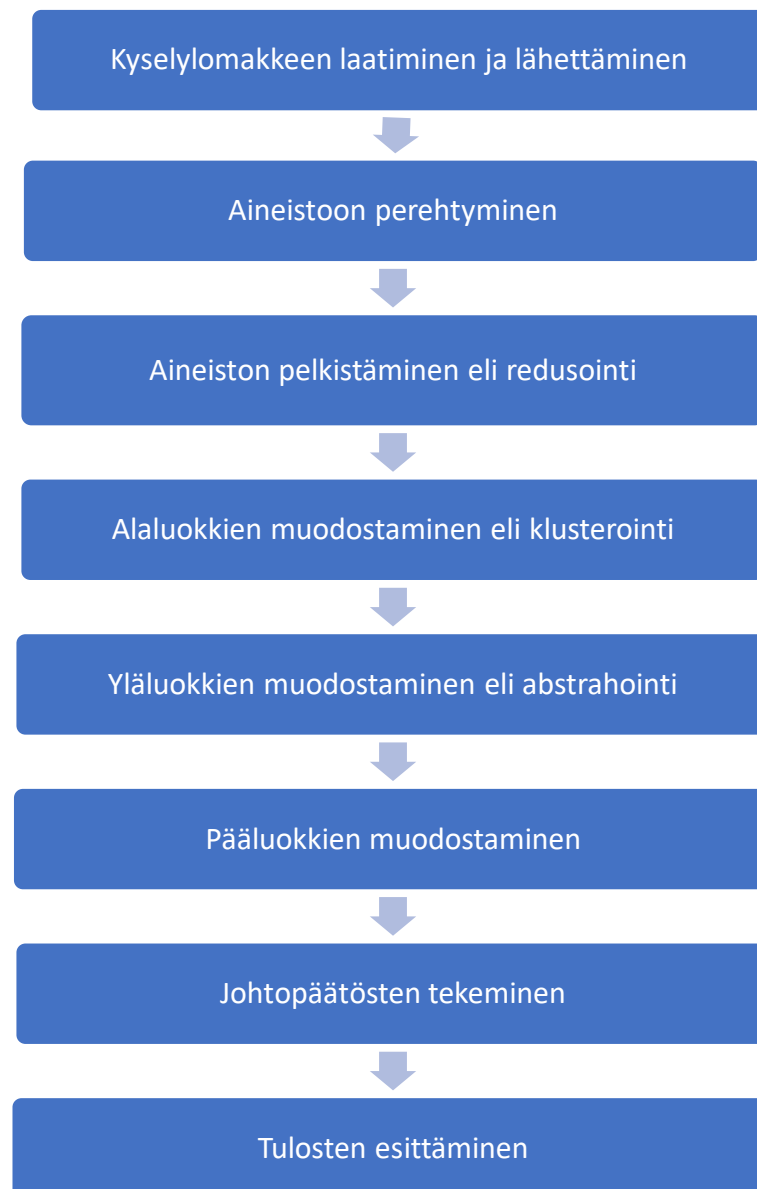 Kyselylomakkeen laatiminen ja lähettäminen
Aineistoon perehtyminen
Aineiston pelkistäminen eli redusointi
Alaluokkien muodostaminen eli klusterointi
Yläluokkien muodostaminen eli abstrahointi
Pääluokkien muodostaminen
Johtopäätösten tekeminen
Tulosten esittäminen